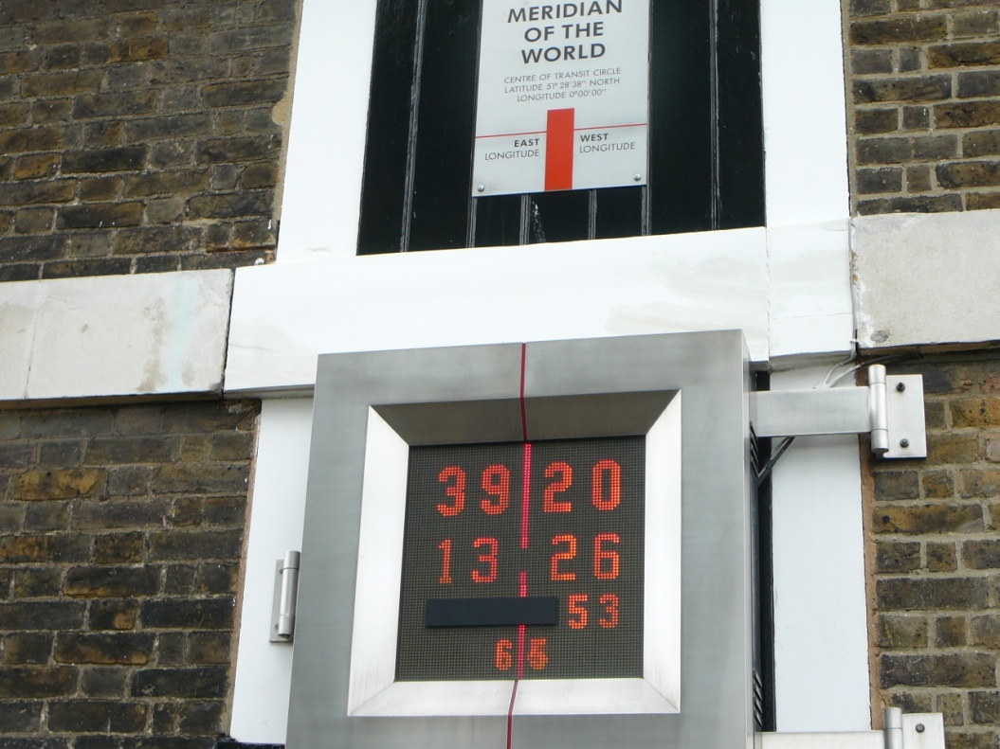 MERIDIAN
OF THE
WORLD
CENTRE OF TRANSIT CIRCLE
LATITUDE 51° 28'38'' NORTH
LONGITUDE 0°00'00''
EAST
LONGITUDE
WEST
LONGITUDE
39 20
13 26
53